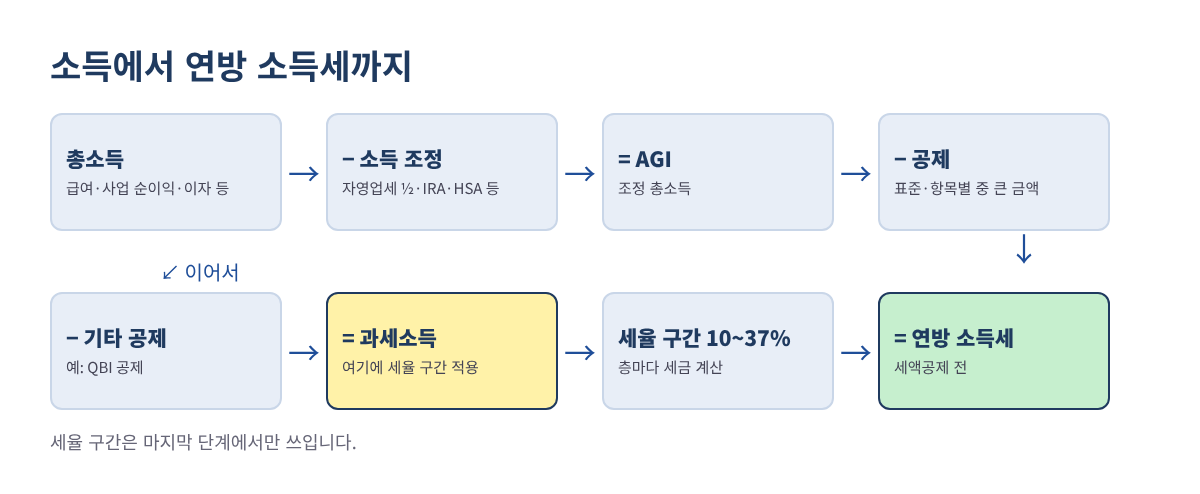 소득에서 연방 소득세까지
총소득
급여·사업 순이익·이자 등
→
− 소득 조정
자영업세 ½·IRA·HSA 등
→
= AGI
조정 총소득
→
− 공제
표준·항목별 중 큰 금액
↓
↙ 이어서
− 기타 공제
예: QBI 공제
→
= 과세소득
여기에 세율 구간 적용
→
세율 구간 10~37%
층마다 세금 계산
→
= 연방 소득세
세액공제 전
세율 구간은 마지막 단계에서만 쓰입니다.